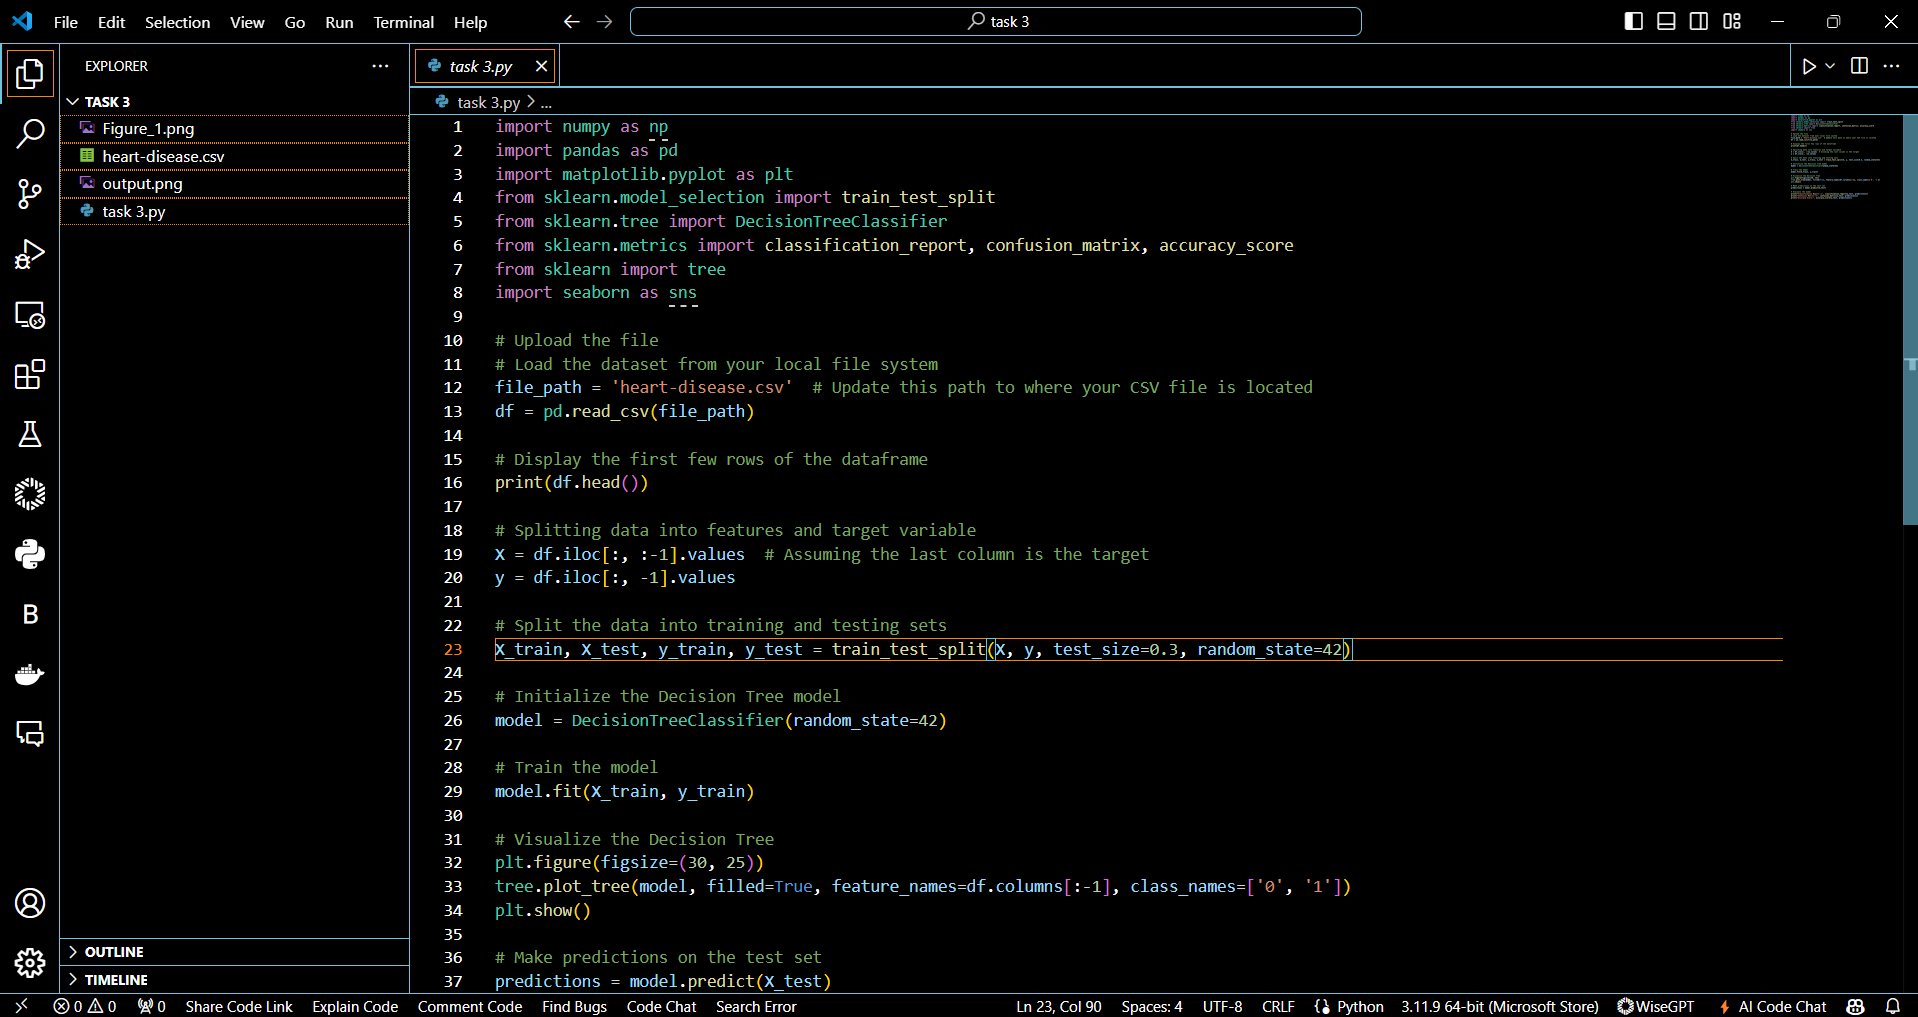 File Edit Selection View Go Run Terminal Help
task 3
EXPLORER
TASK 3
Figure_1.png
heart-disease.csv
output.png
task 3.py
OUTLINE
TIMELINE
task 3.py
task 3.py > ...
1 import numpy as np
2 import pandas as pd
3 import matplotlib.pyplot as plt
4 from sklearn.model_selection import train_test_split
5 from sklearn.tree import DecisionTreeClassifier
6 from sklearn.metrics import classification_report, confusion_matrix, accuracy_score
7 from sklearn import tree
8 import seaborn as sns
9
10 # Upload the file
11 # Load the dataset from your local file system
12 file_path = 'heart-disease.csv'  # Update this path to where your CSV file is located
13 df = pd.read_csv(file_path)
14
15 # Display the first few rows of the dataframe
16 print(df.head())
17
18 # Splitting data into features and target variable
19 X = df.iloc[:, :-1].values  # Assuming the last column is the target
20 y = df.iloc[:, -1].values
21
22 # Split the data into training and testing sets
23 X_train, X_test, y_train, y_test = train_test_split(X, y, test_size=0.3, random_state=42)
24
25 # Initialize the Decision Tree model
26 model = DecisionTreeClassifier(random_state=42)
27
28 # Train the model
29 model.fit(X_train, y_train)
30
31 # Visualize the Decision Tree
32 plt.figure(figsize=(30, 25))
33 tree.plot_tree(model, filled=True, feature_names=df.columns[:-1], class_names=['0', '1'])
34 plt.show()
35
36 # Make predictions on the test set
37 predictions = model.predict(X_test)
0 0 0 Share Code Link Explain Code Comment Code Find Bugs Code Chat Search Error Ln 23, Col 90 Spaces: 4 UTF-8 CRLF Python 3.11.9 64-bit (Microsoft Store) WiseGPT AI Code Chat